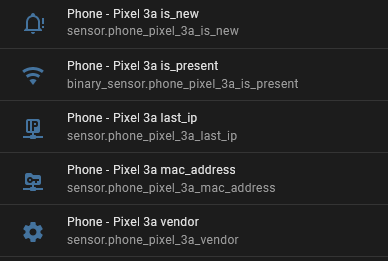 Phone - Pixel 3a is_new
sensor.phone_pixel_3a_is_new
Phone - Pixel 3a is_present
binary_sensor.phone_pixel_3a_is_present
Phone - Pixel 3a last_ip
sensor.phone_pixel_3a_last_ip
Phone - Pixel 3a mac_address
sensor.phone_pixel_3a_mac_address
Phone - Pixel 3a vendor
sensor.phone_pixel_3a_vendor